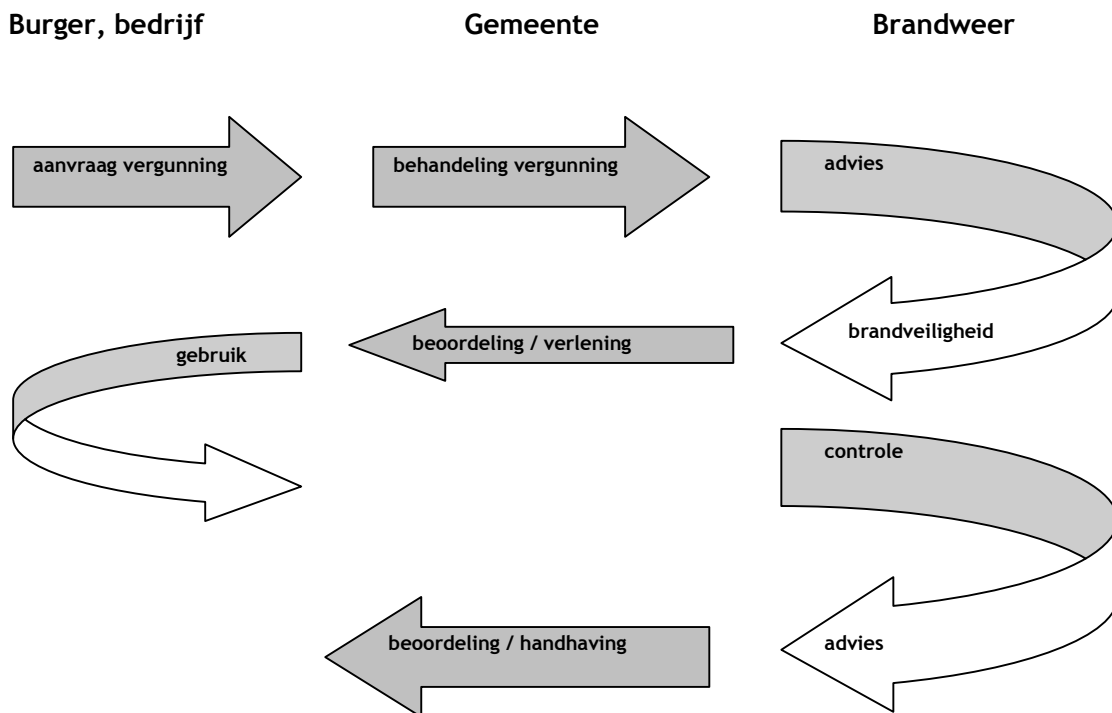 Burger, bedrijf Gemeente Brandweer
aanvraag vergunning behandeling vergunning advies
brandveiligheid
beoordeling / verlening
gebruik
controle
beoordeling / handhaving advies